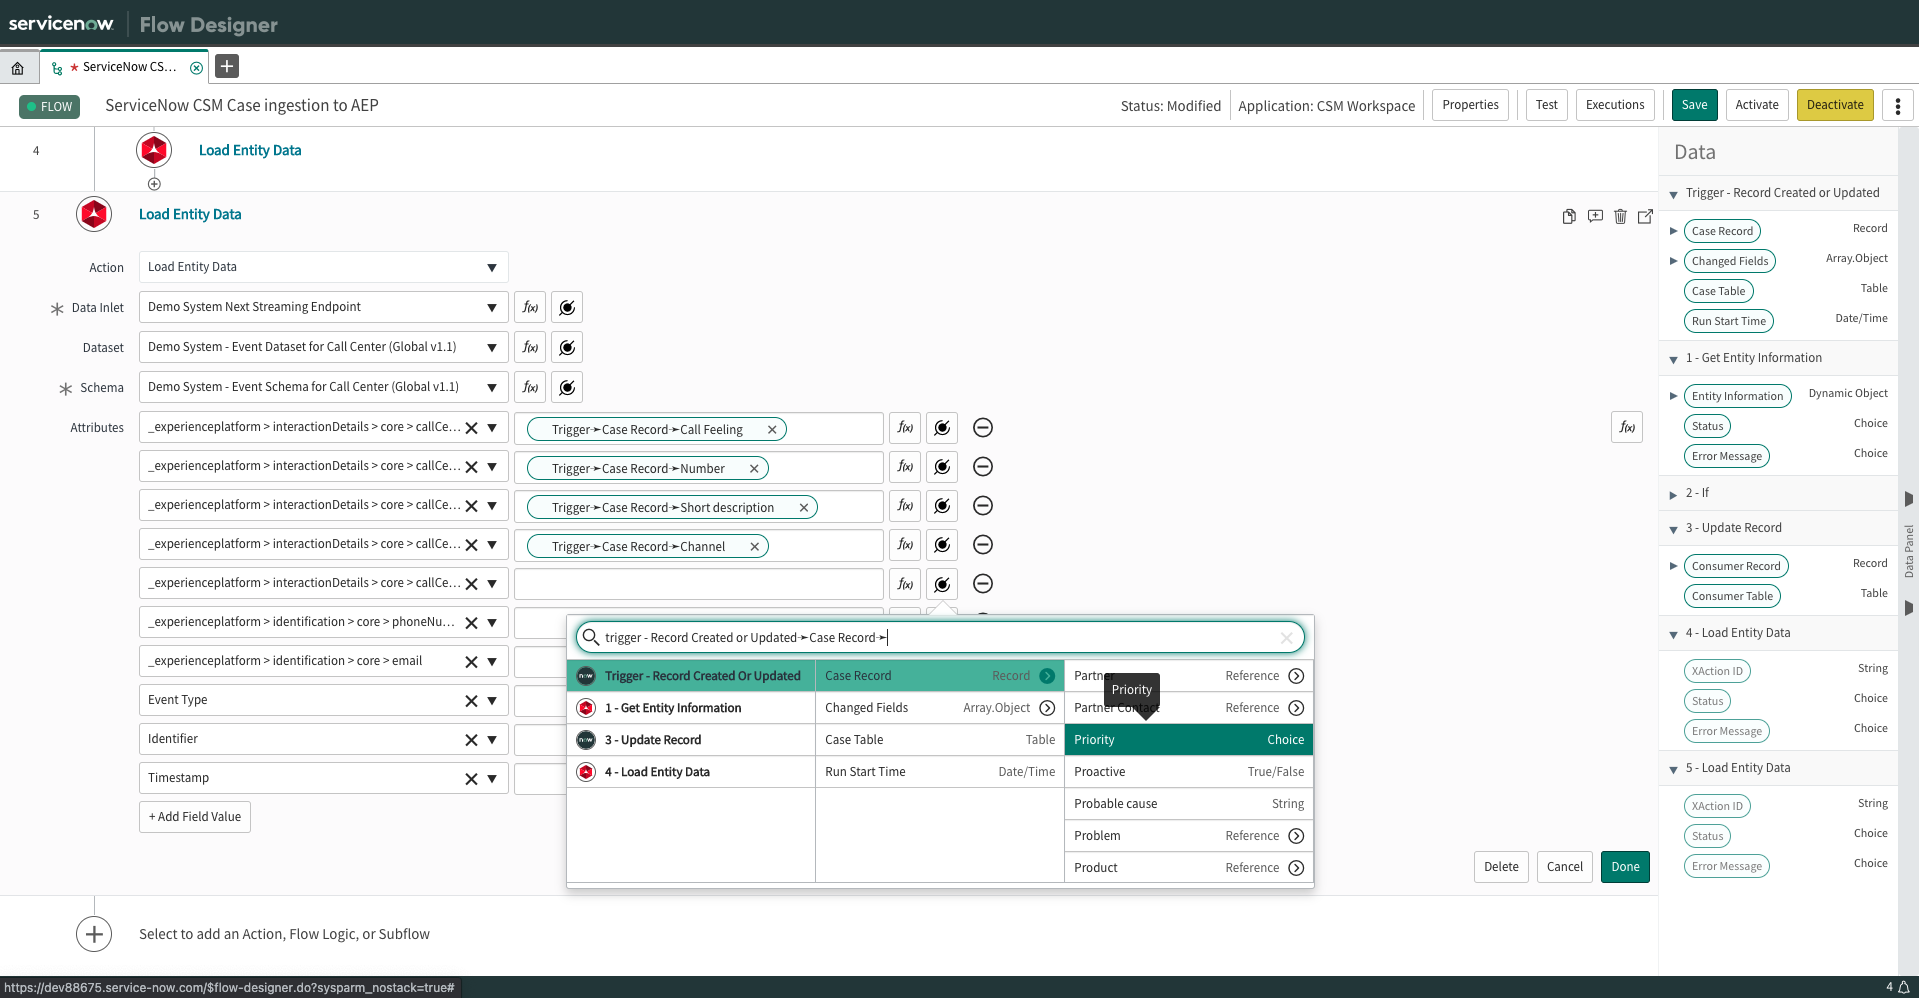 servicenow Flow Designer
* ServiceNow CS...
FLOW ServiceNow CSM Case ingestion to AEP Status: Modified Application: CSM Workspace Properties Test Executions Save Activate Deactivate
4 Load Entity Data
5 Load Entity Data
Action Load Entity Data
Data Inlet Demo System Next Streaming Endpoint f(x)
Dataset Demo System - Event Dataset for Call Center (Global v1.1) f(x)
Schema Demo System - Event Schema for Call Center (Global v1.1) f(x)
Attributes _experienceplatform > interactionDetails > core > callCe... Trigger➛Case Record➛Call Feeling f(x) f(x)
_experienceplatform > interactionDetails > core > callCe... Trigger➛Case Record➛Number f(x)
_experienceplatform > interactionDetails > core > callCe... Trigger➛Case Record➛Short description f(x)
_experienceplatform > interactionDetails > core > callCe... Trigger➛Case Record➛Channel f(x)
_experienceplatform > interactionDetails > core > callCe... f(x)
_experienceplatform > identification > core > phoneNu...
_experienceplatform > identification > core > email
Event Type
Identifier
Timestamp
+ Add Field Value
trigger - Record Created or Updated➛Case Record➛
Trigger - Record Created Or Updated
1 - Get Entity Information
3 - Update Record
4 - Load Entity Data
Case Record Record
Changed Fields Array.Object
Case Table Table
Run Start Time Date/Time
Partner Reference
Priority
Partner Contact Reference
Priority Choice
Proactive True/False
Probable cause String
Problem Reference
Product Reference
Delete Cancel Done
Select to add an Action, Flow Logic, or Subflow
Data
Trigger - Record Created or Updated
Case Record Record
Changed Fields Array.Object
Case Table Table
Run Start Time Date/Time
1 - Get Entity Information
Entity Information Dynamic Object
Status Choice
Error Message Choice
2 - If
3 - Update Record
Consumer Record Record
Consumer Table Table
4 - Load Entity Data
XAction ID String
Status Choice
Error Message Choice
5 - Load Entity Data
XAction ID String
Status Choice
Error Message Choice
Data Panel
https://dev88675.service-now.com/$flow-designer.do?sysparm_nostack=true#
4